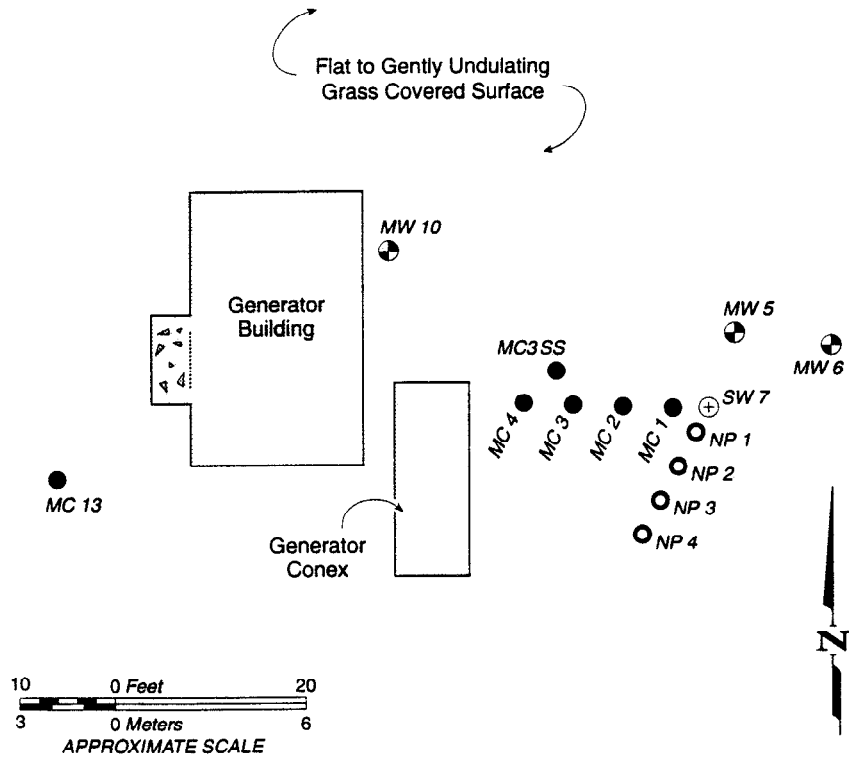 Flat to Gently Undulating
Grass Covered Surface
MW 10
Generator
Building
MW 5
MW 6
MC3SS
SW 7
MC 4
MC 3
MC 2
MC 1
NP 1
NP 2
NP 3
NP 4
MC 13
Generator
Conex
N
10 0 Feet 20
3 0 Meters 6
APPROXIMATE SCALE